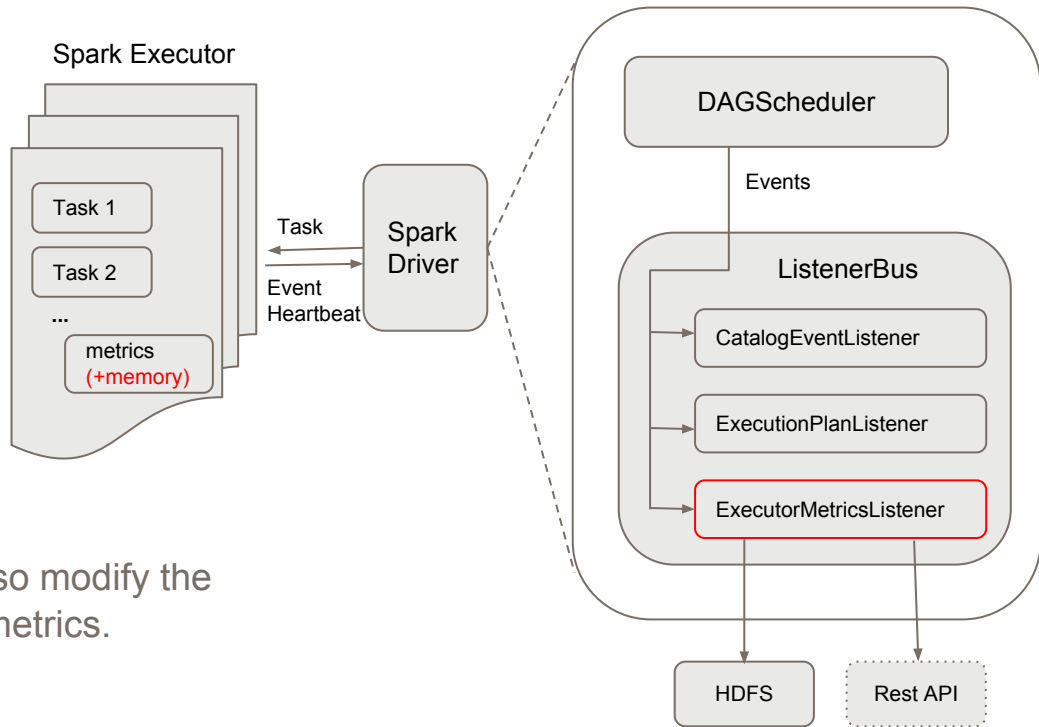 Spark Executor
Task 1
Task 2
...
metrics
(+memory)
Task
Event
Heartbeat
Spark
Driver
DAGScheduler
Events
ListenerBus
CatalogEventListener
ExecutionPlanListener
ExecutorMetricsListener
HDFS
Rest API
so modify the
metrics.